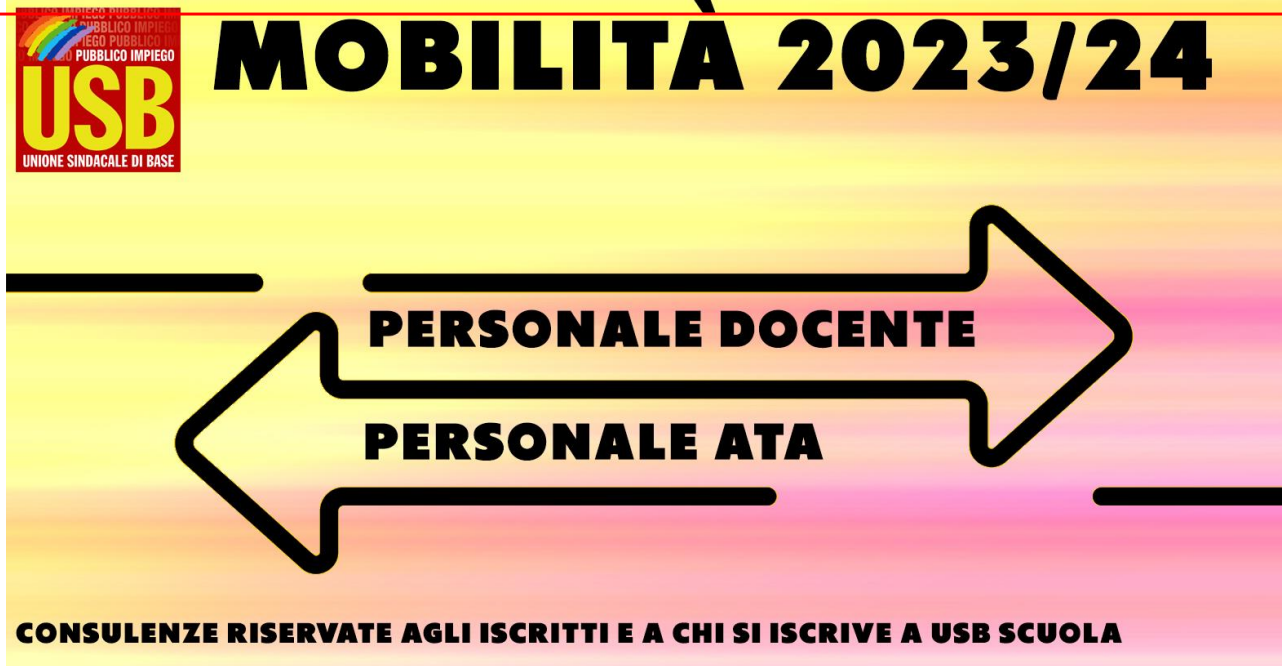 MOBILITÀ 2023/24
PUBBLICO IMPIEGO
USB
UNIONE SINDACALE DI BASE
PERSONALE DOCENTE
PERSONALE ATA
CONSULENZE RISERVATE AGLI ISCRITTI E A CHI SI ISCRIVE A USB SCUOLA